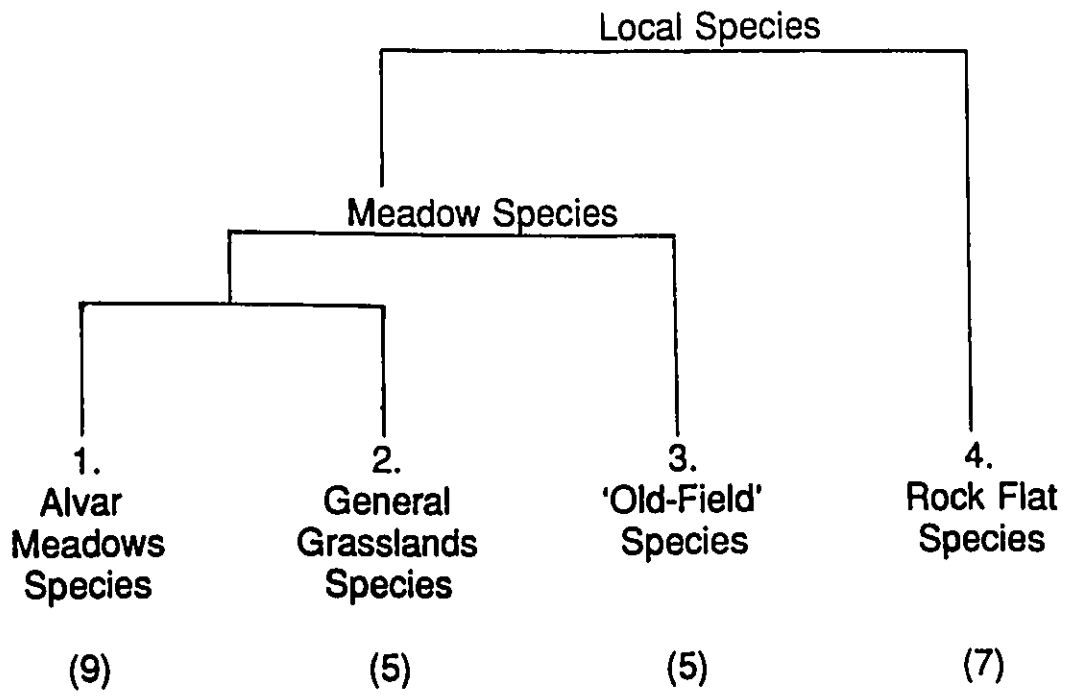 Local Species
Meadow Species
1.
Alvar
Meadows
Species
(9)
2.
General
Grasslands
Species
(5)
3.
'Old-Field'
Species
(5)
4.
Rock Flat
Species
(7)